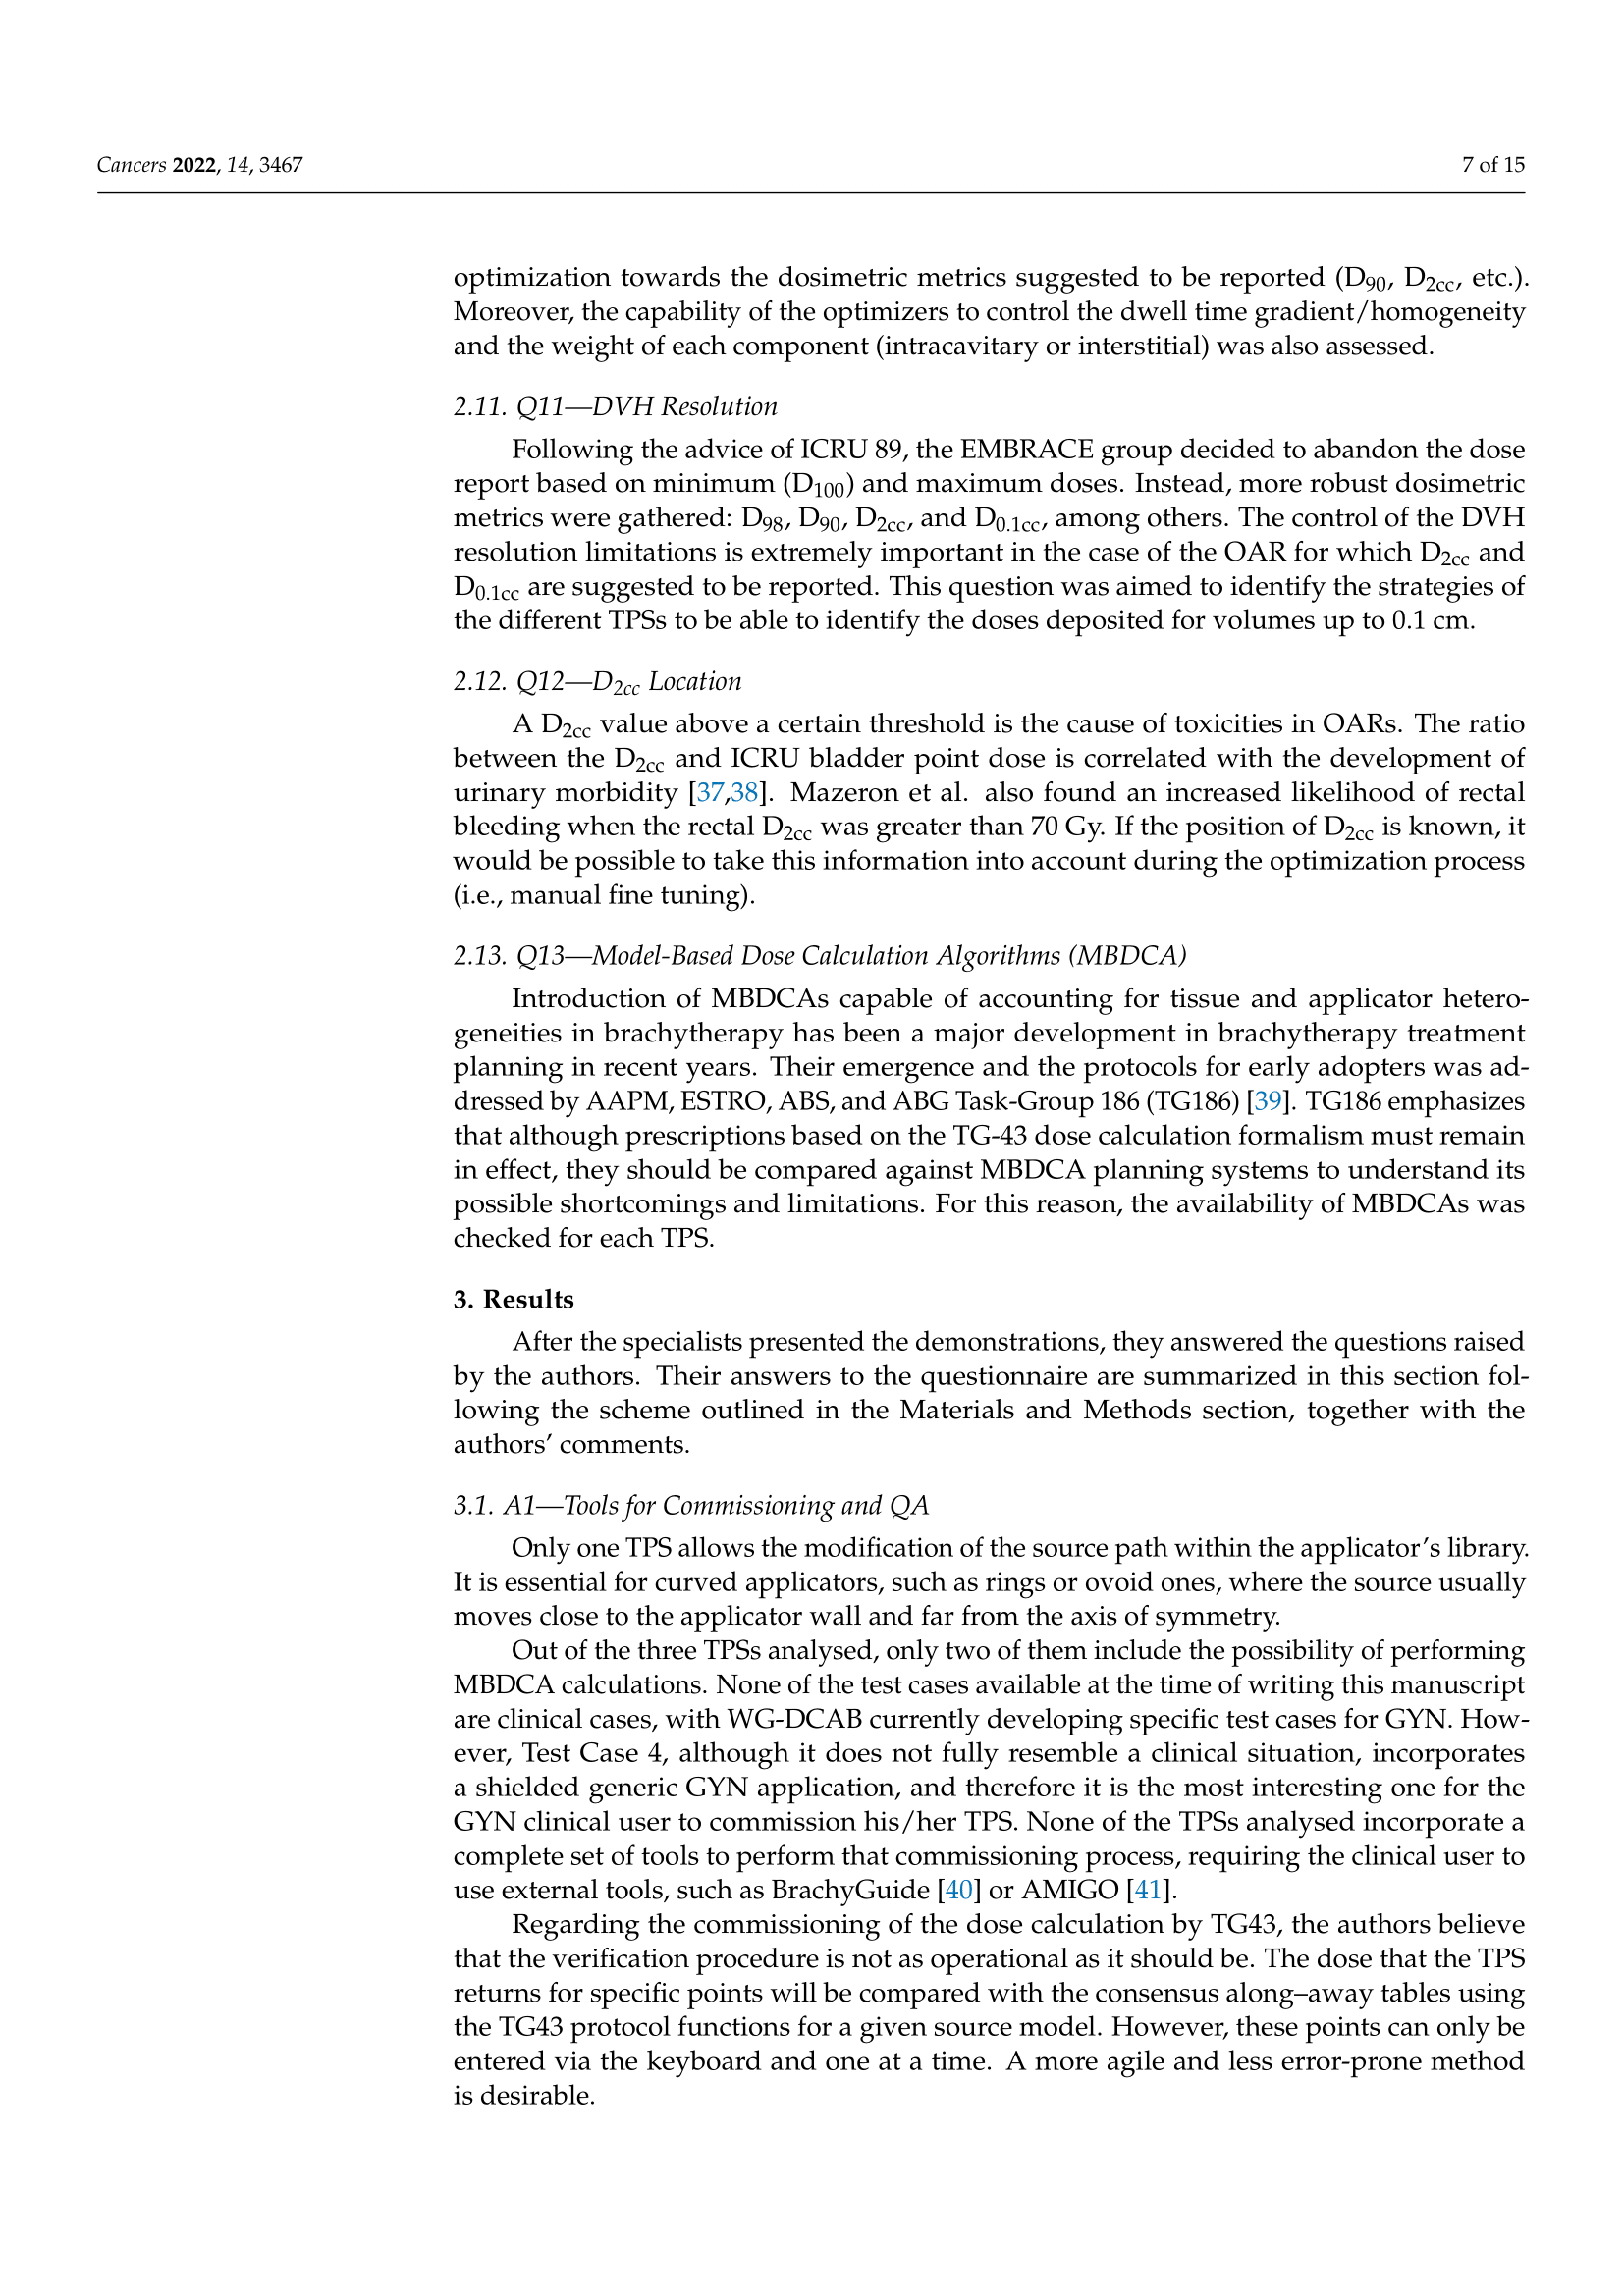 Cancers 2022, 14, 3467
7 of 15
optimization towards the dosimetric metrics suggested to be reported (D90, D2cc, etc.).
Moreover, the capability of the optimizers to control the dwell time gradient/homogeneity
and the weight of each component (intracavitary or interstitial) was also assessed.
2.11. Q11—DVH Resolution
Following the advice of ICRU 89, the EMBRACE group decided to abandon the dose
report based on minimum (D100) and maximum doses. Instead, more robust dosimetric
metrics were gathered: D98, D90, D2cc, and D0.1cc, among others. The control of the DVH
resolution limitations is extremely important in the case of the OAR for which D2cc and
D0.1cc are suggested to be reported. This question was aimed to identify the strategies of
the different TPSs to be able to identify the doses deposited for volumes up to 0.1 cm.
2.12. Q12—D2cc Location
A D2cc value above a certain threshold is the cause of toxicities in OARs. The ratio
between the D2cc and ICRU bladder point dose is correlated with the development of
urinary morbidity [37,38]. Mazeron et al. also found an increased likelihood of rectal
bleeding when the rectal D2cc was greater than 70 Gy. If the position of D2cc is known, it
would be possible to take this information into account during the optimization process
(i.e., manual fine tuning).
2.13. Q13—Model-Based Dose Calculation Algorithms (MBDCA)
Introduction of MBDCAs capable of accounting for tissue and applicator hetero-
geneities in brachytherapy has been a major development in brachytherapy treatment
planning in recent years. Their emergence and the protocols for early adopters was ad-
dressed by AAPM, ESTRO, ABS, and ABG Task-Group 186 (TG186) [39]. TG186 emphasizes
that although prescriptions based on the TG-43 dose calculation formalism must remain
in effect, they should be compared against MBDCA planning systems to understand its
possible shortcomings and limitations. For this reason, the availability of MBDCAs was
checked for each TPS.
3. Results
After the specialists presented the demonstrations, they answered the questions raised
by the authors. Their answers to the questionnaire are summarized in this section fol-
lowing the scheme outlined in the Materials and Methods section, together with the
authors' comments.
3.1. A1—Tools for Commissioning and QA
Only one TPS allows the modification of the source path within the applicator's library.
It is essential for curved applicators, such as rings or ovoid ones, where the source usually
moves close to the applicator wall and far from the axis of symmetry.
Out of the three TPSs analysed, only two of them include the possibility of performing
MBDCA calculations. None of the test cases available at the time of writing this manuscript
are clinical cases, with WG-DCAB currently developing specific test cases for GYN. How-
ever, Test Case 4, although it does not fully resemble a clinical situation, incorporates
a shielded generic GYN application, and therefore it is the most interesting one for the
GYN clinical user to commission his/her TPS. None of the TPSs analysed incorporate a
complete set of tools to perform that commissioning process, requiring the clinical user to
use external tools, such as BrachyGuide [40] or AMIGO [41].
Regarding the commissioning of the dose calculation by TG43, the authors believe
that the verification procedure is not as operational as it should be. The dose that the TPS
returns for specific points will be compared with the consensus along–away tables using
the TG43 protocol functions for a given source model. However, these points can only be
entered via the keyboard and one at a time. A more agile and less error-prone method
is desirable.